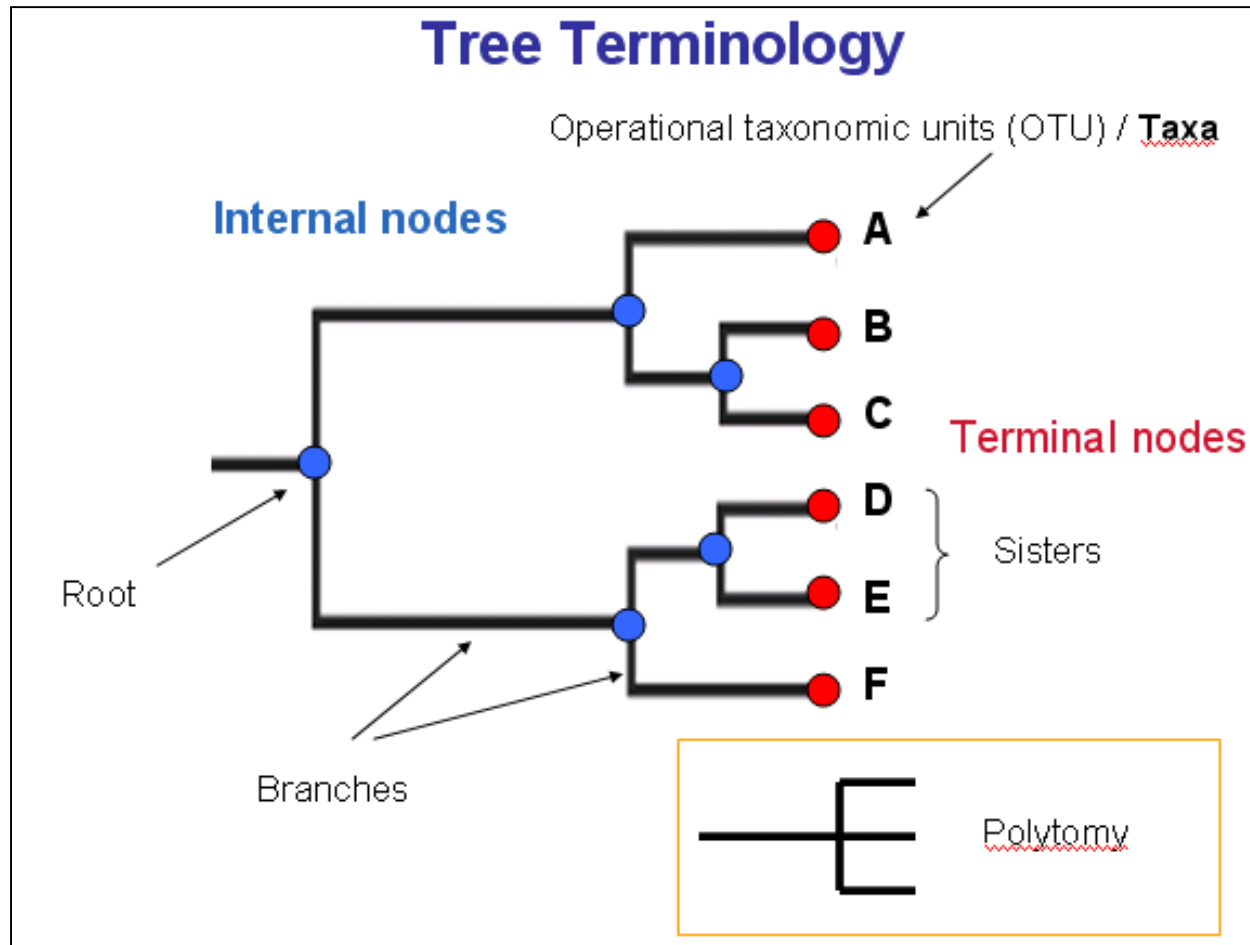 Tree Terminology
Operational taxonomic units (OTU) / Taxa
Internal nodes
A
B
C
Terminal nodes
D
Sisters
E
Root
F
Branches
Polytomy